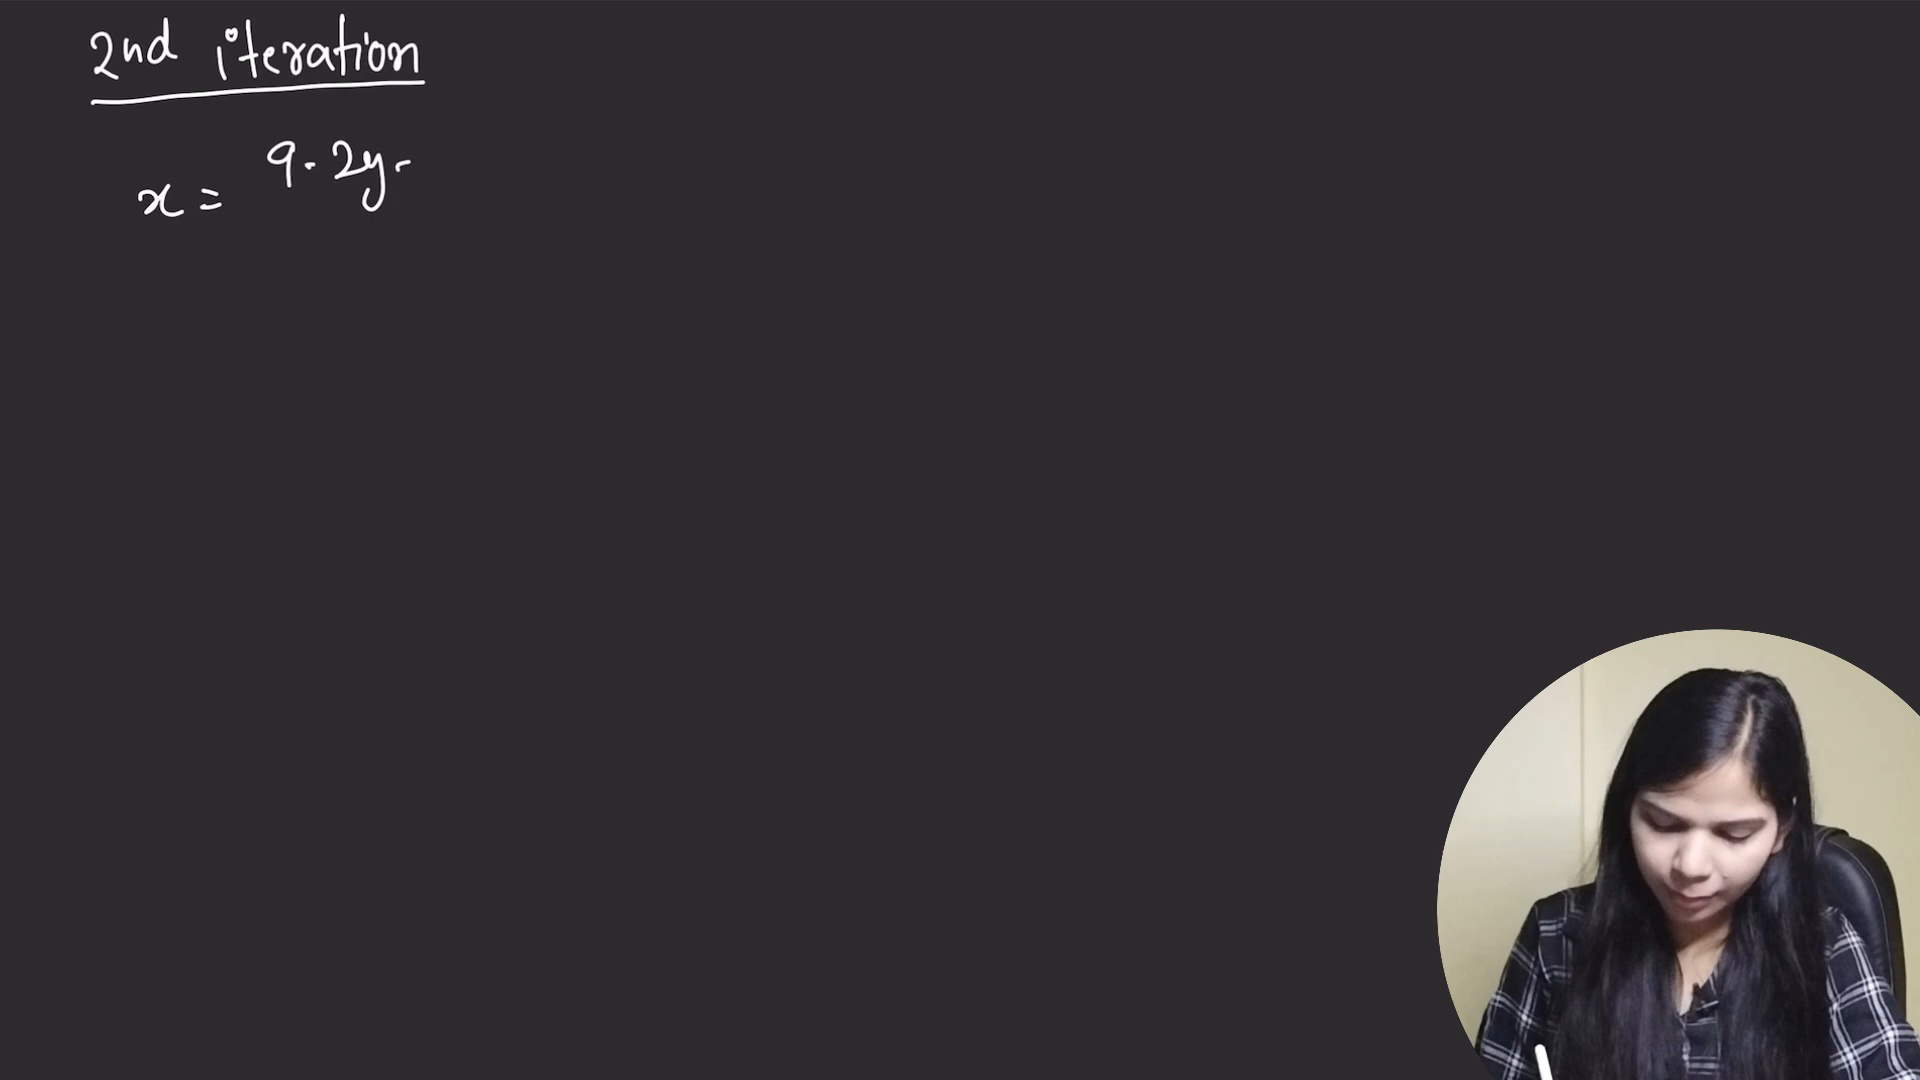 2nd iteration
x = 9 - 2y -